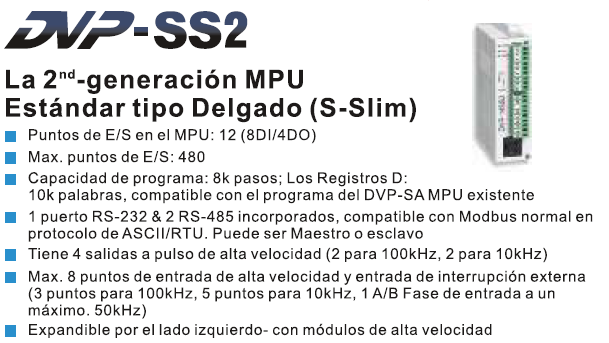 DVP-SS2
La 2nd-generación MPU
Estándar tipo Delgado (S-Slim)
Puntos de E/S en el MPU: 12 (8DI/4DO)
Max. puntos de E/S: 480
Capacidad de programa: 8k pasos; Los Registros D:
10k palabras, compatible con el programa del DVP-SA MPU existente
1 puerto RS-232 & 2 RS-485 incorporados, compatible con Modbus normal en
protocolo de ASCII/RTU. Puede ser Maestro o esclavo
Tiene 4 salidas a pulso de alta velocidad (2 para 100kHz, 2 para 10kHz)
Max. 8 puntos de entrada de alta velocidad y entrada de interrupción externa
(3 puntos para 100kHz, 5 puntos para 10kHz, 1 A/B Fase de entrada a un
máximo. 50kHz)
Expandible por el lado izquierdo- con módulos de alta velocidad